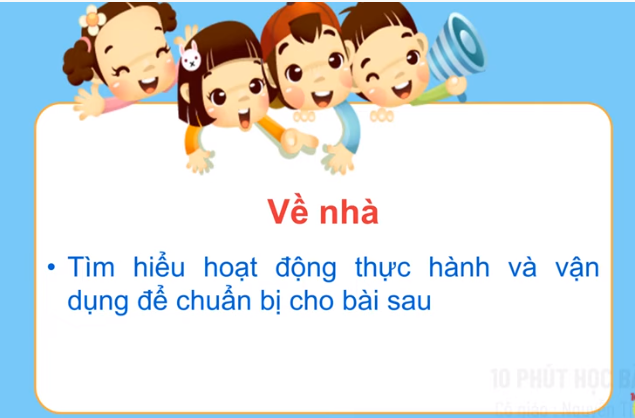 Về nhà
• Tìm hiểu hoạt động thực hành và vận
dụng để chuẩn bị cho bài sau
10 PHÚT HỌC